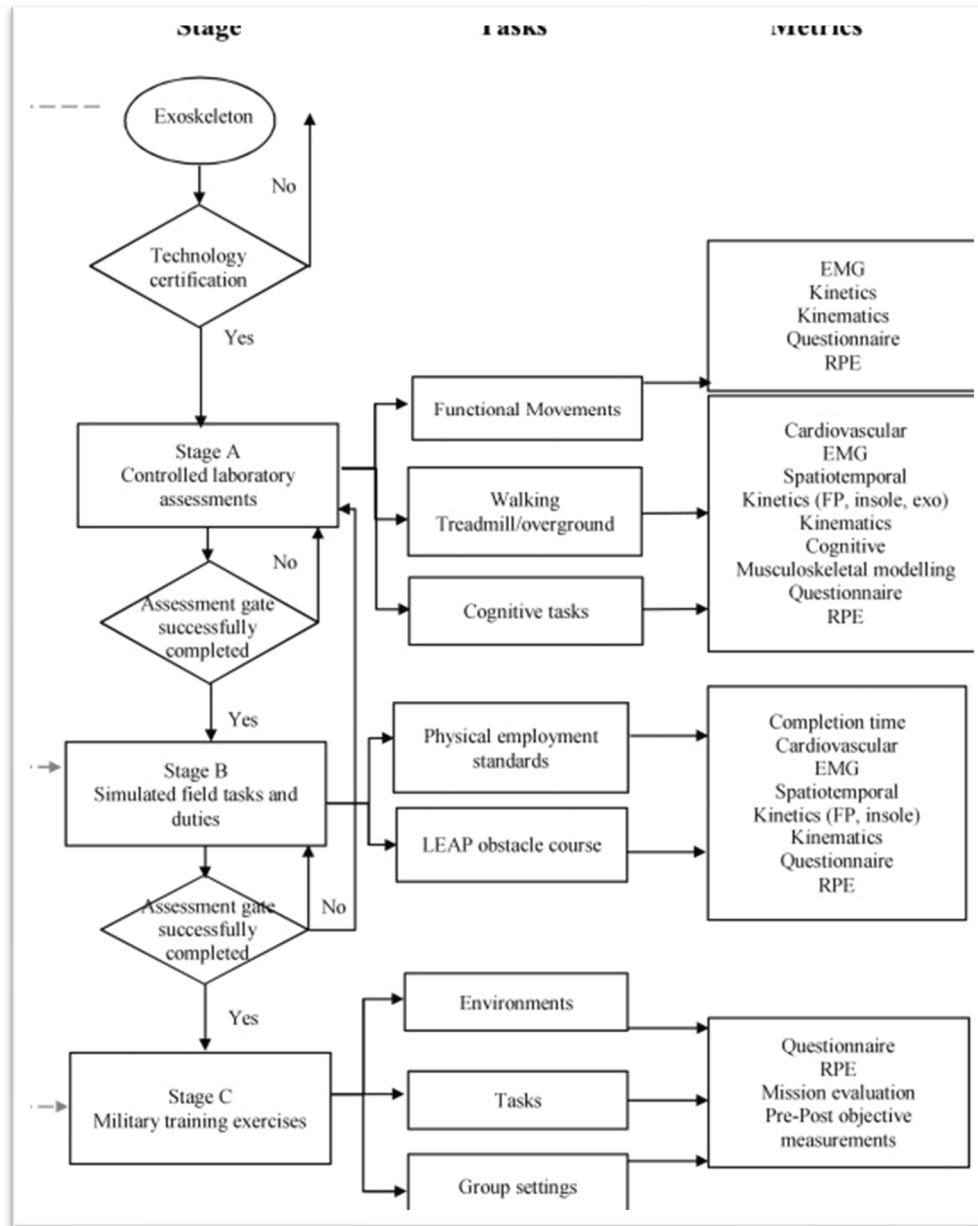 Stage
Tasks
Metrics
Exoskeleton
No
Technology
certification
Yes
EMG
Kinetics
Kinematics
Questionnaire
RPE
Stage A
Controlled laboratory
assessments
Functional Movements
Walking
Treadmill/overground
Cognitive tasks
Cardiovascular
EMG
Spatiotemporal
Kinetics (FP, insole, exo)
Kinematics
Cognitive
Musculoskeletal modelling
Questionnaire
RPE
No
Assessment gate
successfully
completed
Yes
Stage B
Simulated field tasks and
duties
Physical employment
standards
LEAP obstacle course
Completion time
Cardiovascular
EMG
Spatiotemporal
Kinetics (FP, insole)
Kinematics
Questionnaire
RPE
Assessment gate
successfully
completed
No
Yes
Stage C
Military training exercises
Environments
Tasks
Group settings
Questionnaire
RPE
Mission evaluation
Pre-Post objective
measurements